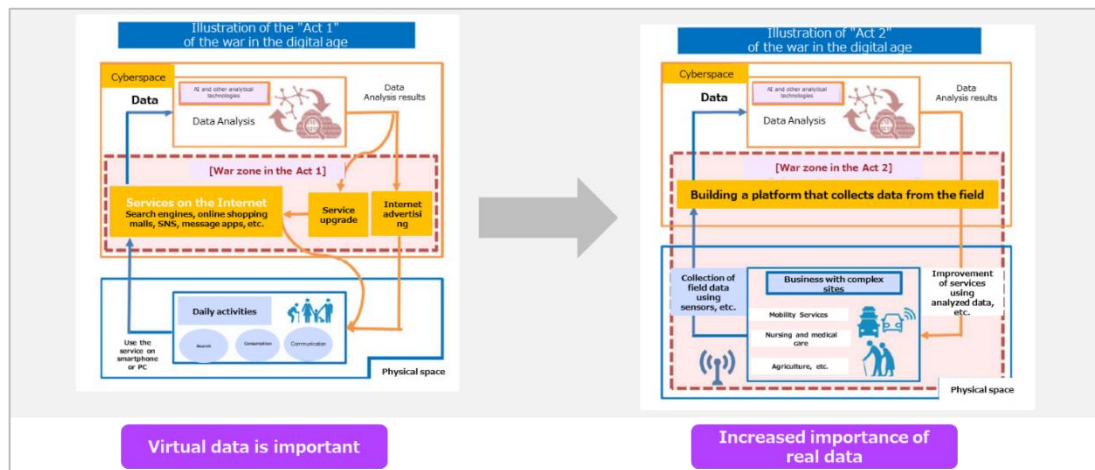 Illustration of the "Act 1"
of the war in the digital age
Cyberspace
Data
AI and other analytical
technologies
Data Analysis
Data
Analysis results
[War zone in the Act 1]
Services on the Internet
Search engines, online shopping
malls, SNS, message apps, etc.
Service
upgrade
Internet
advertisi
ng
Daily activities
Search
Consumption
Communication
Use the
service on
smartphone
or PC
Physical space
Virtual data is important
Illustration of "Act 2"
of the war in the digital age
Cyberspace
Data
AI and other analytical
technologies
Data Analysis
Data
Analysis results
[War zone in the Act 2]
Building a platform that collects data from the field
Collection of
field data
using
sensors, etc.
Business with complex
sites
Mobility Services
Nursing and medical
care
Agriculture, etc.
Improvement
of services
using
analyzed data,
etc.
Physical space
Increased importance of
real data